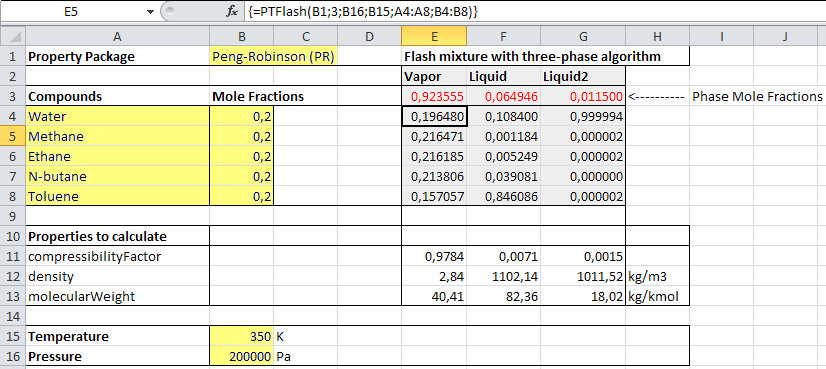 E5 fx {=PTFlash(B1;3;B16;B15;A4:A8;B4:B8)}
A B C D E F G H I J
1 Property Package Peng-Robinson (PR) Flash mixture with three-phase algorithm
2 Vapor Liquid Liquid2
3 Compounds Mole Fractions 0,923555 0,064946 0,011500 <---------- Phase Mole Fractions
4 Water 0,2 0,196480 0,108400 0,999994
5 Methane 0,2 0,216471 0,001184 0,000002
6 Ethane 0,2 0,216185 0,005249 0,000002
7 N-butane 0,2 0,213806 0,039081 0,000000
8 Toluene 0,2 0,157057 0,846086 0,000002
9
10 Properties to calculate
11 compressibilityFactor 0,9784 0,0071 0,0015
12 density 2,84 1102,14 1011,52 kg/m3
13 molecularWeight 40,41 82,36 18,02 kg/kmol
14
15 Temperature 350 K
16 Pressure 200000 Pa